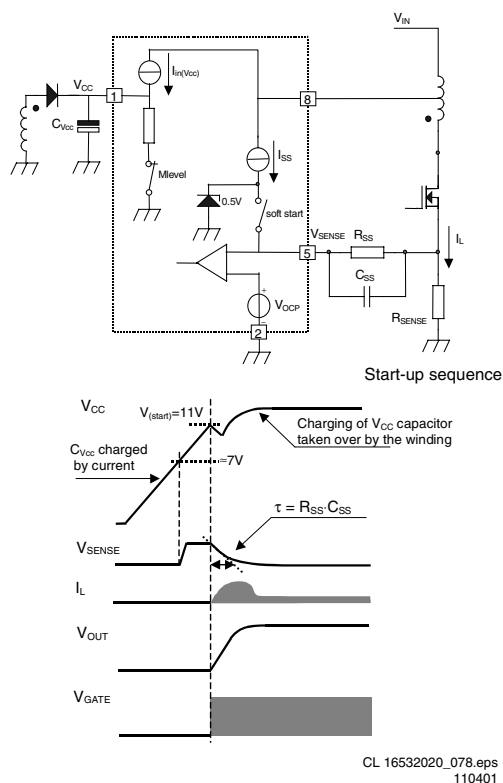 V_IN
V_CC
1
I_in(Vcc)
8
C_Vcc
Mlevel
I_SS
0.5V
soft start
V_SENSE
R_SS
I_L
5
C_SS
V_OCP
R_SENSE
2
Start-up sequence
V_CC
V_(start)=11V
Charging of V_CC capacitor
taken over by the winding
C_Vcc charged
by current
=7V
τ = R_SS·C_SS
V_SENSE
I_L
V_OUT
V_GATE
CL 16532020_078.eps
110401